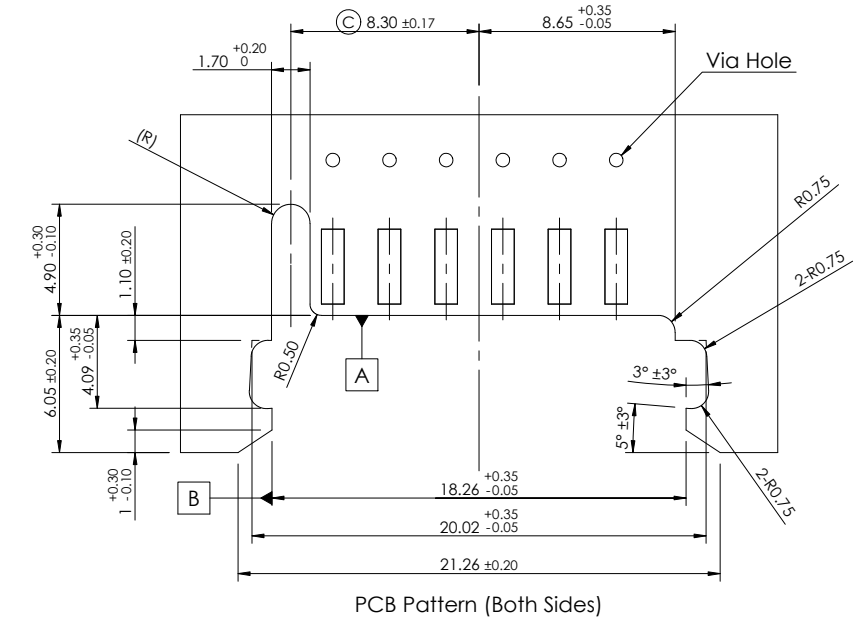 Ⓒ 8.30 ±0.17
8.65 +0.35 -0.05
1.70 +0.20 0
Via Hole
(R)
R0.75
2-R0.75
4.90 +0.30 -0.10
1.10 ±0.20
6.05 ±0.20
4.09 +0.35 -0.05
R0.50
A
3° ±3°
5° ±3°
2-R0.75
1 +0.30 -0.10
B
18.26 +0.35 -0.05
20.02 +0.35 -0.05
21.26 ±0.20
PCB Pattern (Both Sides)